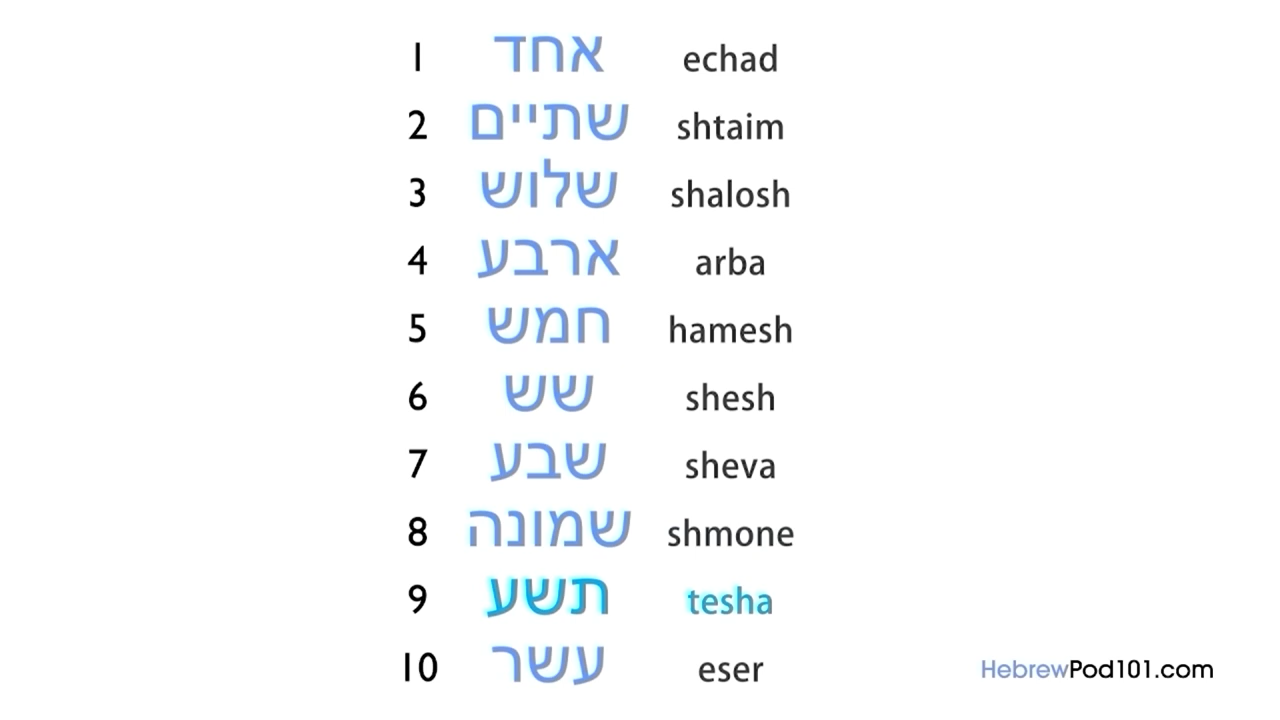 1 אחד echad
2 שתיים shtaim
3 שלוש shalosh
4 ארבע arba
5 חמש hamesh
6 שש shesh
7 שבע sheva
8 שמונה shmone
9 תשע tesha
10 עשר eser
HebrewPod101.com